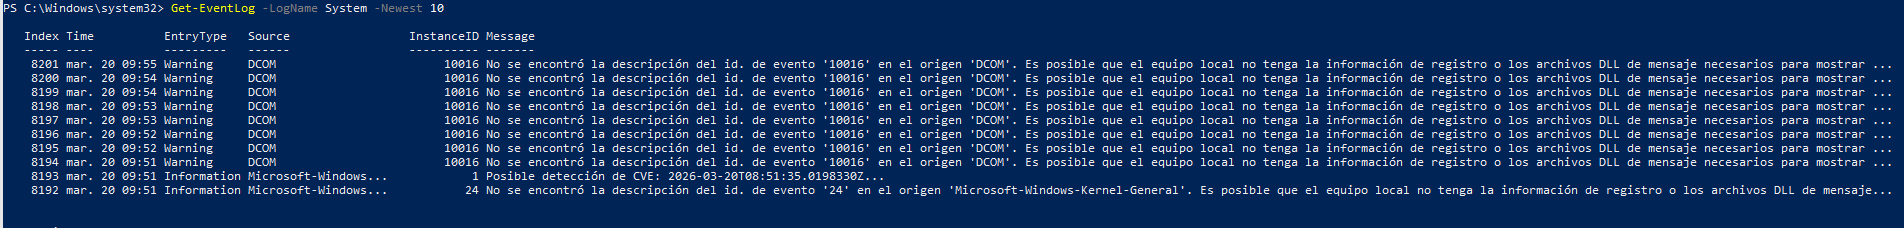 PS C:\Windows\system32> Get-EventLog -LogName System -Newest 10
Index Time EntryType Source InstanceID Message
----- ---- --------- ------ ---------- -------
8201 mar. 20 09:55 Warning DCOM 10016 No se encontró la descripción del id. de evento '10016' en el origen 'DCOM'. Es posible que el equipo local no tenga la información de registro o los archivos DLL de mensaje necesarios para mostrar ...
8200 mar. 20 09:54 Warning DCOM 10016 No se encontró la descripción del id. de evento '10016' en el origen 'DCOM'. Es posible que el equipo local no tenga la información de registro o los archivos DLL de mensaje necesarios para mostrar ...
8199 mar. 20 09:54 Warning DCOM 10016 No se encontró la descripción del id. de evento '10016' en el origen 'DCOM'. Es posible que el equipo local no tenga la información de registro o los archivos DLL de mensaje necesarios para mostrar ...
8198 mar. 20 09:53 Warning DCOM 10016 No se encontró la descripción del id. de evento '10016' en el origen 'DCOM'. Es posible que el equipo local no tenga la información de registro o los archivos DLL de mensaje necesarios para mostrar ...
8197 mar. 20 09:53 Warning DCOM 10016 No se encontró la descripción del id. de evento '10016' en el origen 'DCOM'. Es posible que el equipo local no tenga la información de registro o los archivos DLL de mensaje necesarios para mostrar ...
8196 mar. 20 09:52 Warning DCOM 10016 No se encontró la descripción del id. de evento '10016' en el origen 'DCOM'. Es posible que el equipo local no tenga la información de registro o los archivos DLL de mensaje necesarios para mostrar ...
8195 mar. 20 09:52 Warning DCOM 10016 No se encontró la descripción del id. de evento '10016' en el origen 'DCOM'. Es posible que el equipo local no tenga la información de registro o los archivos DLL de mensaje necesarios para mostrar ...
8194 mar. 20 09:51 Warning DCOM 10016 No se encontró la descripción del id. de evento '10016' en el origen 'DCOM'. Es posible que el equipo local no tenga la información de registro o los archivos DLL de mensaje necesarios para mostrar ...
8193 mar. 20 09:51 Information Microsoft-Windows... 1 Posible detección de CVE: 2026-03-20T08:51:35.0198330Z...
8192 mar. 20 09:51 Information Microsoft-Windows... 24 No se encontró la descripción del id. de evento '24' en el origen 'Microsoft-Windows-Kernel-General'. Es posible que el equipo local no tenga la información de registro o los archivos DLL de mensaje...